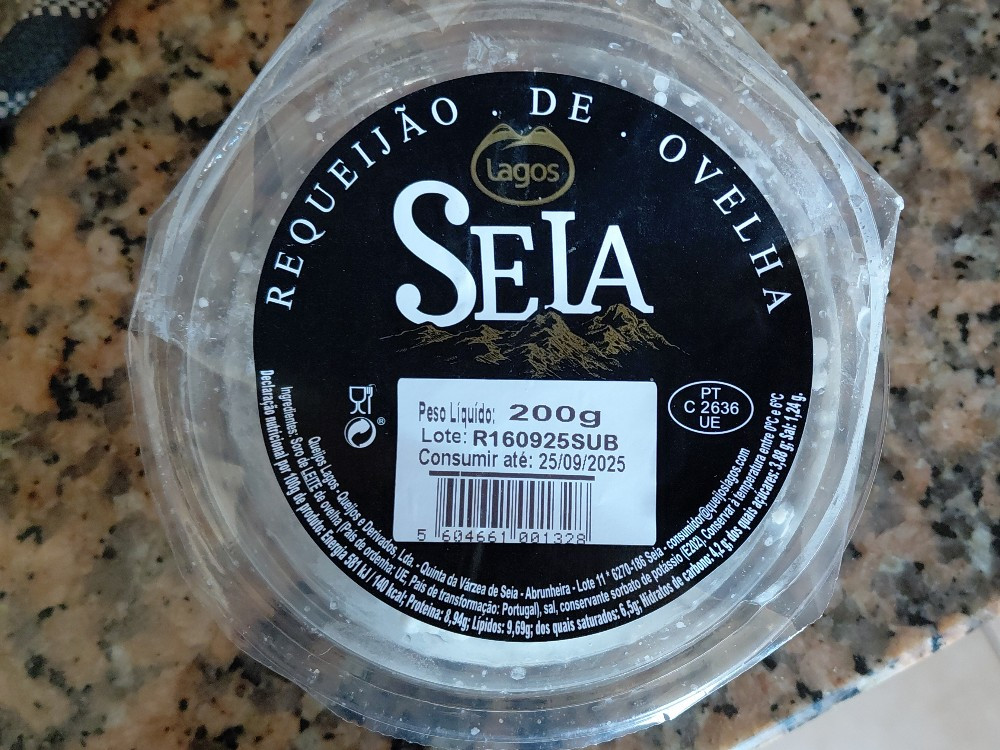 REQUEIJÃO . DE . OVELHA
Lagos
SEIA
Peso Líquido: 200g
Lote: R160925SUB
Consumir até: 25/09/2025
5 604661 001328
PT
C 2636
UE
®
Queijos Lagos - Queijos e Derivados, Lda. - Quinta da Várzea de Seia - Abrunheira - Lote 11 * 6270-186 Seia - consumidor@queijoslagos.com
Ingredientes: Soro de LEITE de ovelha (País de ordenha: UE, País de transformação: Portugal), sal, conservante sorbato de potássio (E202). Conservar à temperatura entre 0ºC e 6ºC
Declaração nutricional por 100g de produto: Energia 581 kJ / 140 kcal; Proteína: 8,94g; Lípidos: 9,69g; dos quais saturados: 6,5g; Hidratos de carbono: 4,2 g; dos quais açúcares: 3,88 g; Sal: 1,24 g.